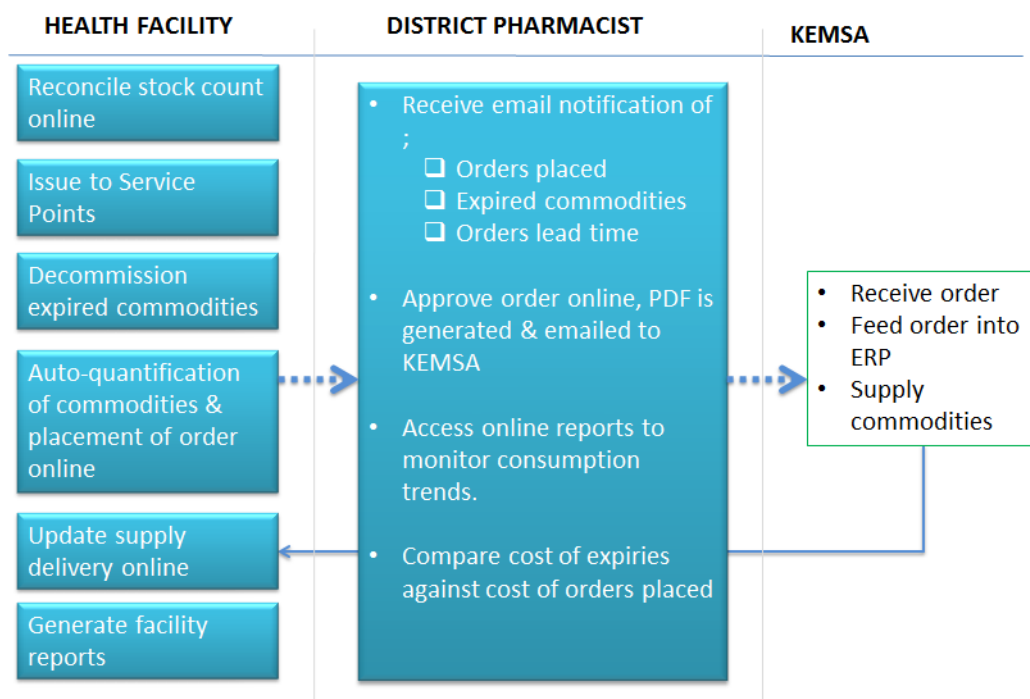 HEALTH FACILITY
DISTRICT PHARMACIST
KEMSA
Reconcile stock count
online
Issue to Service
Points
Decommission
expired commodities
Auto-quantification
of commodities &
placement of order
online
Update supply
delivery online
Generate facility
reports
• Receive email notification of
;
❑ Orders placed
❑ Expired commodities
❑ Orders lead time
• Approve order online, PDF is
generated & emailed to
KEMSA
• Access online reports to
monitor consumption
trends.
• Compare cost of expiries
against cost of orders placed
• Receive order
• Feed order into
ERP
• Supply
commodities